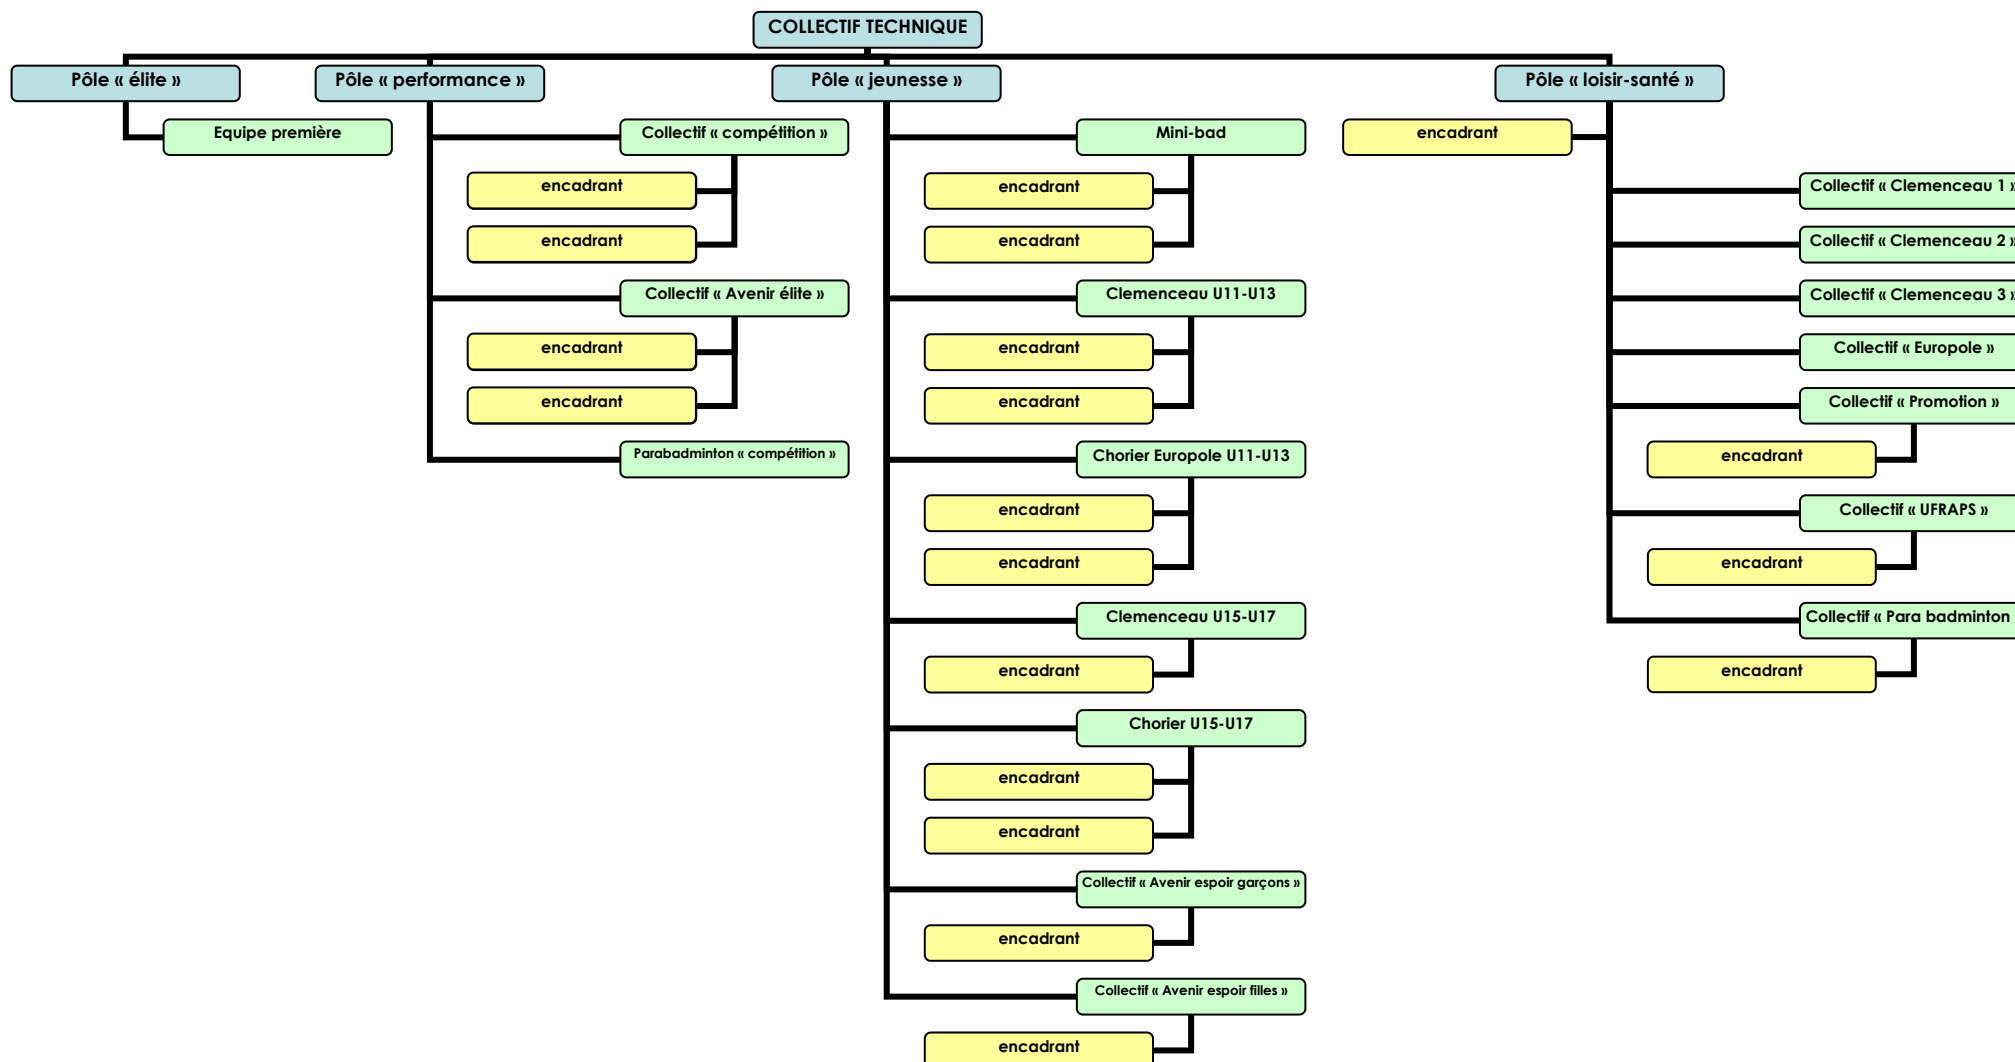 COLLECTIF TECHNIQUE
Pôle « élite »
Equipe première
Pôle « performance »
Collectif « compétition »
encadrant
encadrant
Collectif « Avenir élite »
encadrant
encadrant
Parabadminton « compétition »
Pôle « jeunesse »
Mini-bad
encadrant
encadrant
Clemenceau U11-U13
encadrant
encadrant
Chorier Europole U11-U13
encadrant
encadrant
Clemenceau U15-U17
encadrant
Chorier U15-U17
encadrant
encadrant
Collectif « Avenir espoir garçons »
encadrant
Collectif « Avenir espoir filles »
encadrant
Pôle « loisir-santé »
encadrant
Collectif « Clemenceau 1 »
Collectif « Clemenceau 2 »
Collectif « Clemenceau 3 »
Collectif « Europole »
Collectif « Promotion »
encadrant
Collectif « UFRAPS »
encadrant
Collectif « Para badminton
encadrant